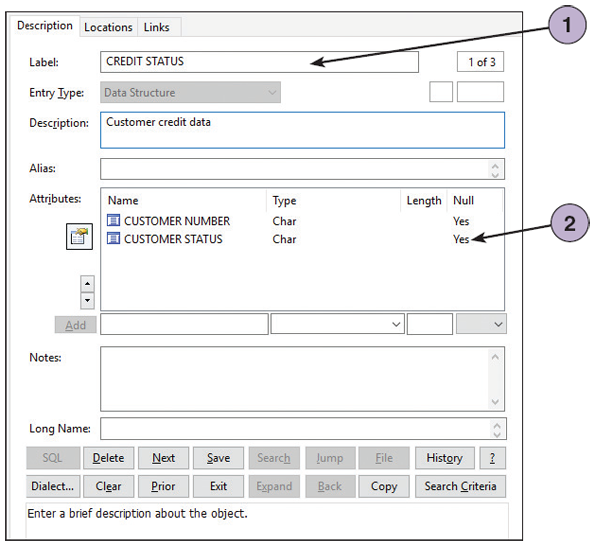 Description Locations Links
1
Label: CREDIT STATUS 1 of 3
Entry Type: Data Structure
Description: Customer credit data
Alias:
Attributes: Name Type Length Null
CUSTOMER NUMBER Char Yes
CUSTOMER STATUS Char Yes
2
Add
Notes:
Long Name:
SQL Delete Next Save Search Jump File History ?
Dialect... Clear Prior Exit Expand Back Copy Search Criteria
Enter a brief description about the object.